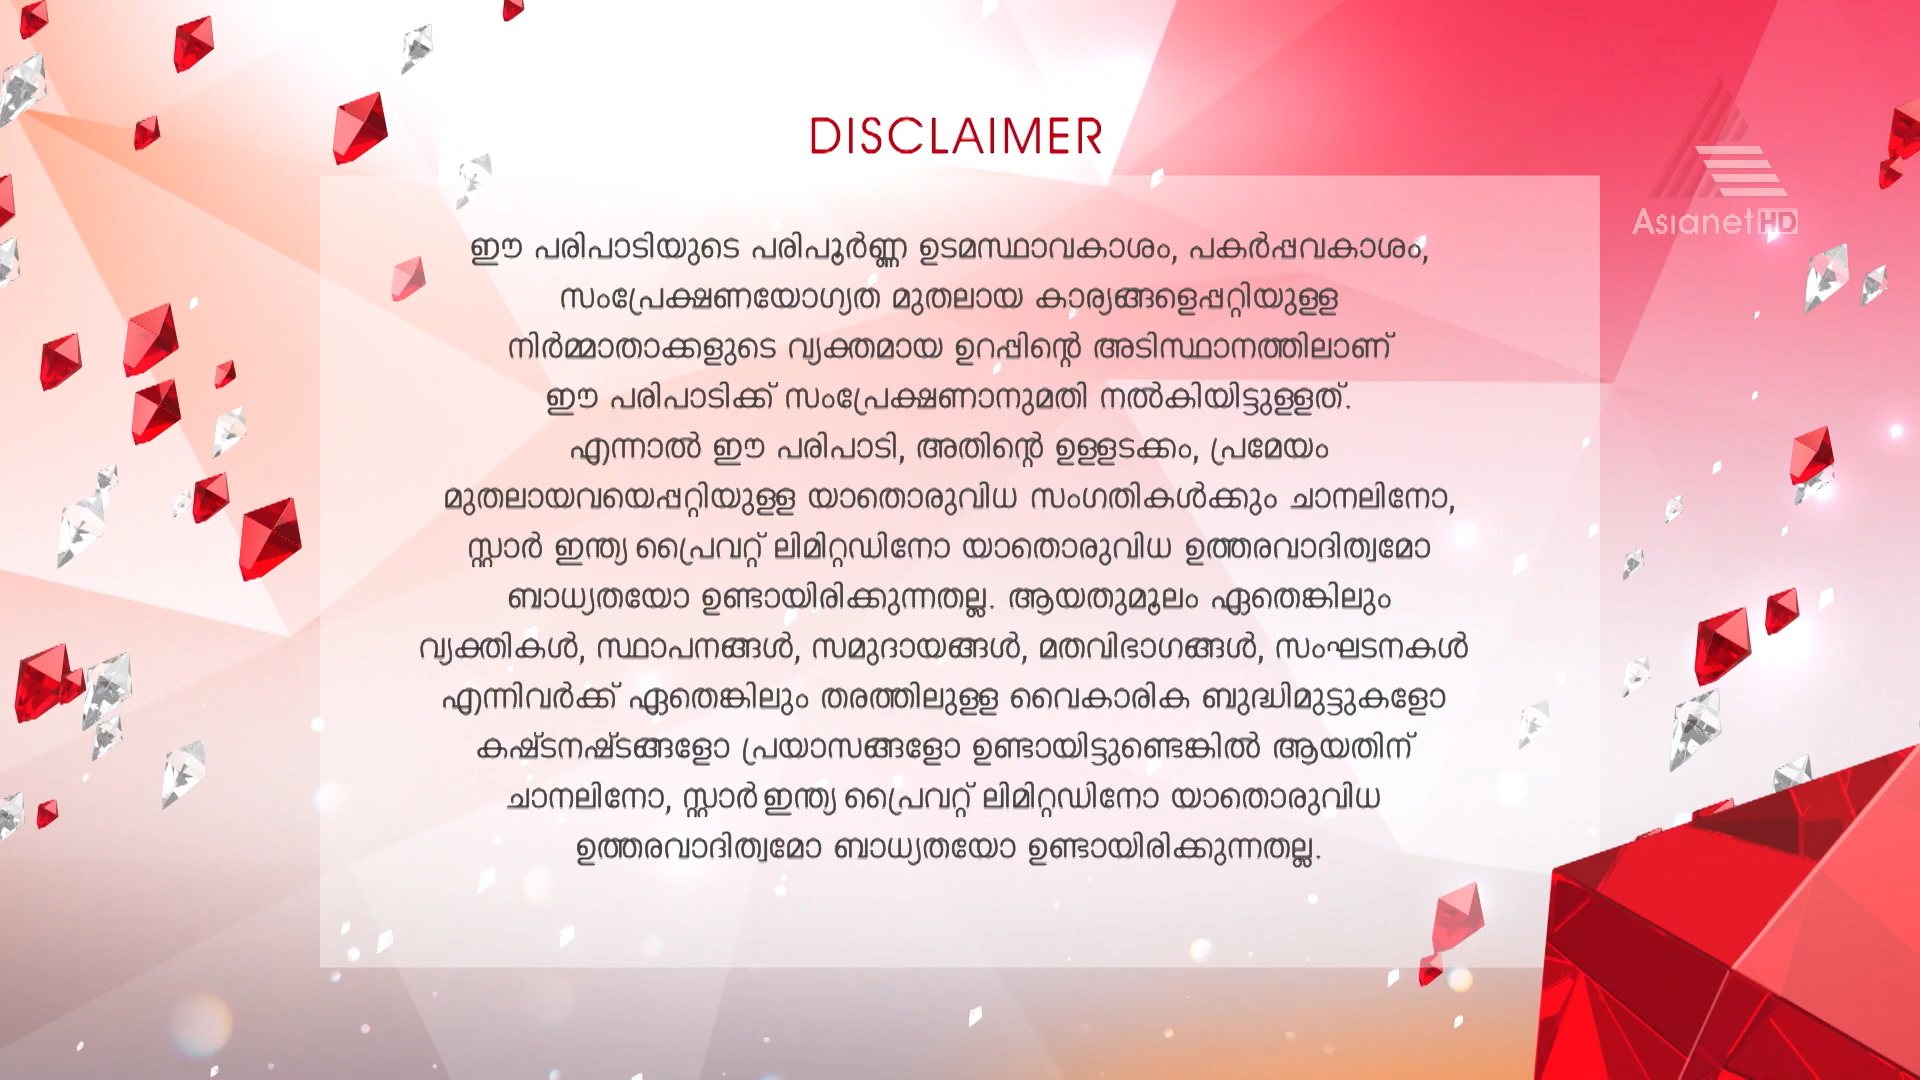 DISCLAIMER
Asianet HD
ഈ പരിപാടിയുടെ പരിപൂർണ്ണ ഉടമസ്ഥാവകാശം, പകർപ്പവകാശം,
സംപ്രേക്ഷണയോഗ്യത മുതലായ കാര്യങ്ങളെപ്പറ്റിയുള്ള
നിർമ്മാതാക്കളുടെ വ്യക്തമായ ഉറപ്പിന്റെ അടിസ്ഥാനത്തിലാണ്
ഈ പരിപാടിക്ക് സംപ്രേക്ഷണാനുമതി നൽകിയിട്ടുള്ളത്.
എന്നാൽ ഈ പരിപാടി, അതിന്റെ ഉള്ളടക്കം, പ്രമേയം
മുതലായവയെപ്പറ്റിയുള്ള യാതൊരുവിധ സംഗതികൾക്കും ചാനലിനോ,
സ്റ്റാർ ഇന്ത്യ പ്രൈവറ്റ് ലിമിറ്റഡിനോ യാതൊരുവിധ ഉത്തരവാദിത്വമോ
ബാധ്യതയോ ഉണ്ടായിരിക്കുന്നതല്ല. ആയതുമൂലം ഏതെങ്കിലും
വ്യക്തികൾ, സ്ഥാപനങ്ങൾ, സമുദായങ്ങൾ, മതവിഭാഗങ്ങൾ, സംഘടനകൾ
എന്നിവർക്ക് ഏതെങ്കിലും തരത്തിലുള്ള വൈകാരിക ബുദ്ധിമുട്ടുകളോ
കഷ്ടനഷ്ടങ്ങളോ പ്രയാസങ്ങളോ ഉണ്ടായിട്ടുണ്ടെങ്കിൽ ആയതിന്
ചാനലിനോ, സ്റ്റാർ ഇന്ത്യ പ്രൈവറ്റ് ലിമിറ്റഡിനോ യാതൊരുവിധ
ഉത്തരവാദിത്വമോ ബാധ്യതയോ ഉണ്ടായിരിക്കുന്നതല്ല.